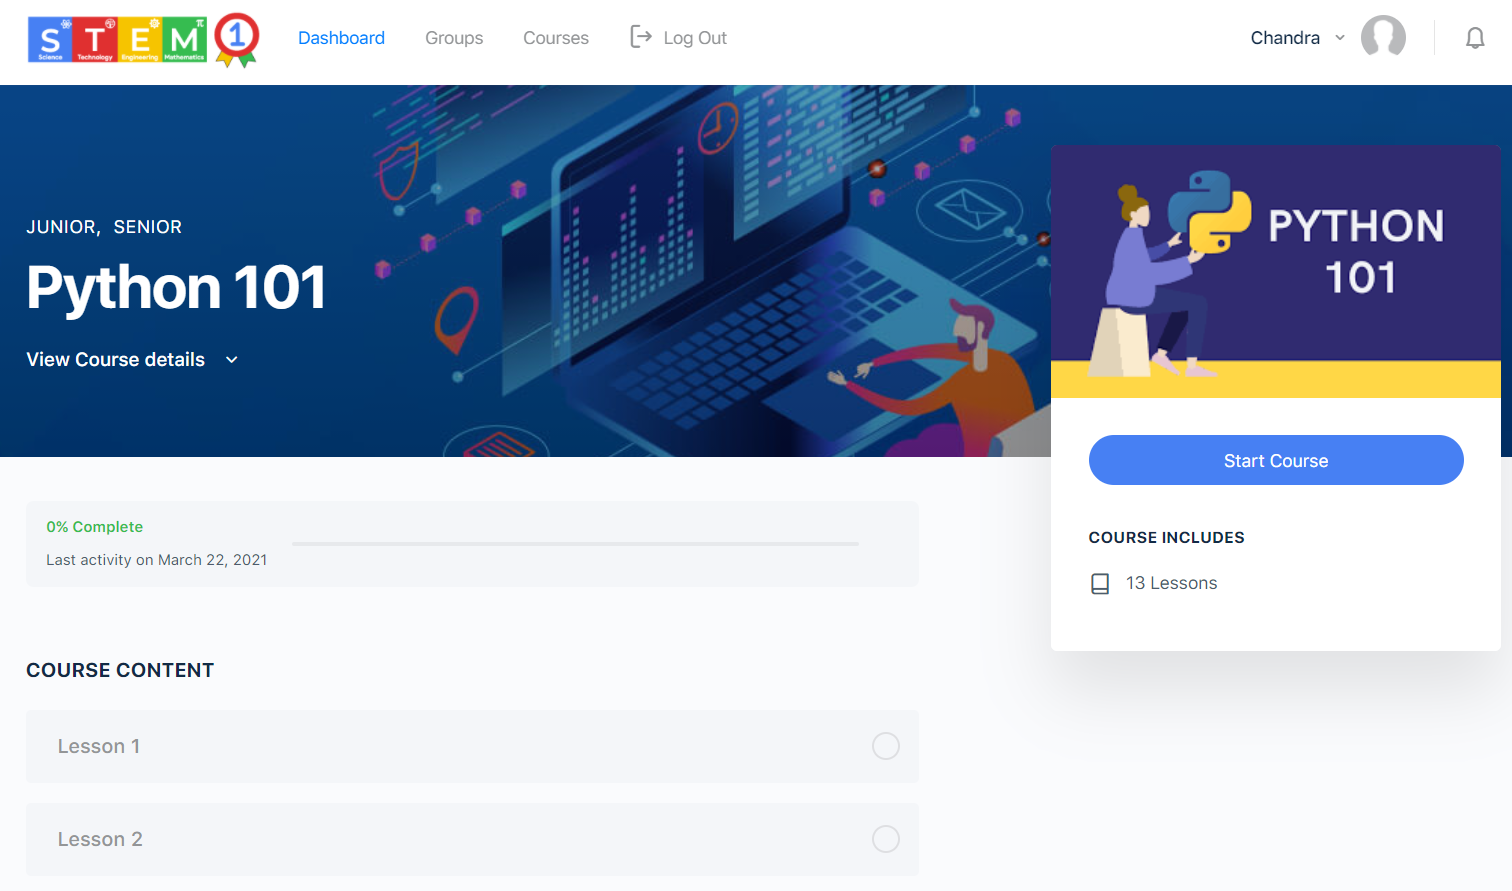 S T E M 1
Science Technology Engineering Mathematics
Dashboard
Groups
Courses
Log Out
Chandra
JUNIOR, SENIOR
Python 101
View Course details
PYTHON
101
Start Course
COURSE INCLUDES
13 Lessons
0% Complete
Last activity on March 22, 2021
COURSE CONTENT
Lesson 1
Lesson 2